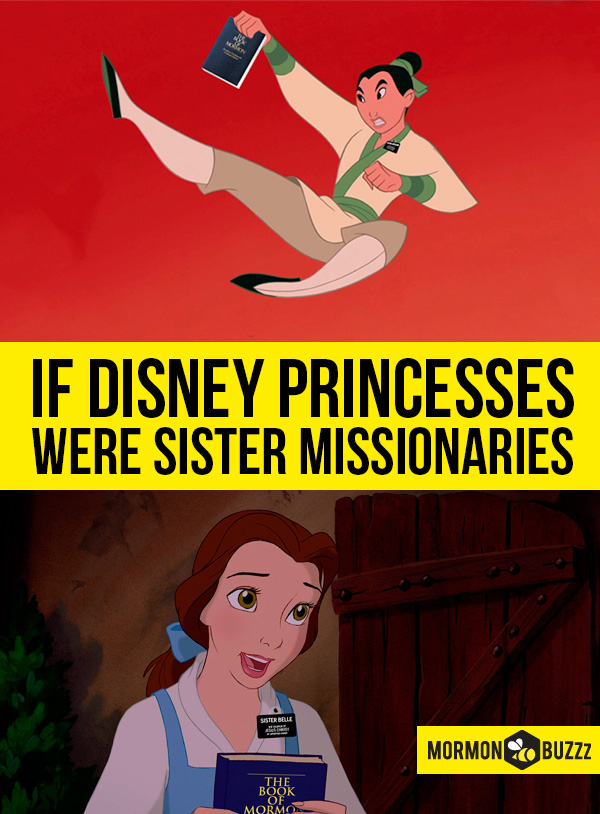 THE
BOOK
OF
MORMON
IF DISNEY PRINCESSES
WERE SISTER MISSIONARIES
SISTER BELLE
JESUS CHRIST
THE
BOOK
OF
MORMON
MORMON BUZZZ